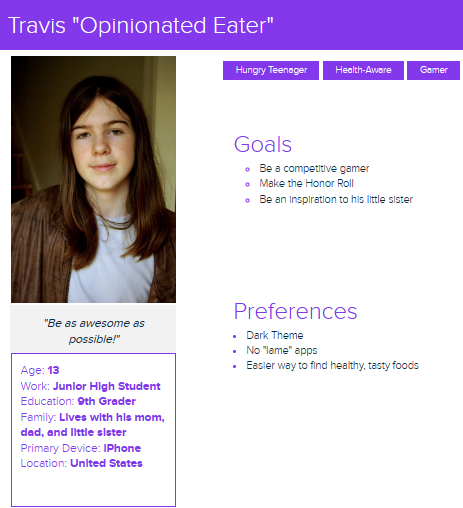 Travis "Opinionated Eater"
Hungry Teenager
Health-Aware
Gamer
Goals
Be a competitive gamer
Make the Honor Roll
Be an inspiration to his little sister
"Be as awesome as
possible!"
Preferences
Dark Theme
No "lame" apps
Easier way to find healthy, tasty foods
Age: 13
Work: Junior High Student
Education: 9th Grader
Family: Lives with his mom,
dad, and little sister
Primary Device: iPhone
Location: United States